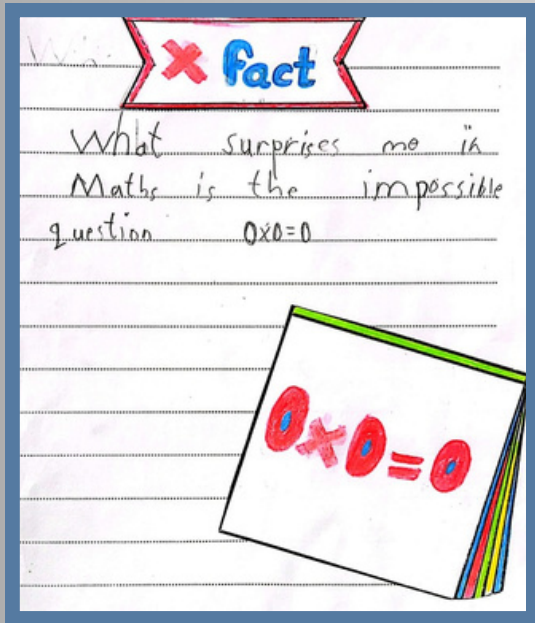 × fact
What surprises me in
Maths is the impossible
question 0×0=0
0×0=0